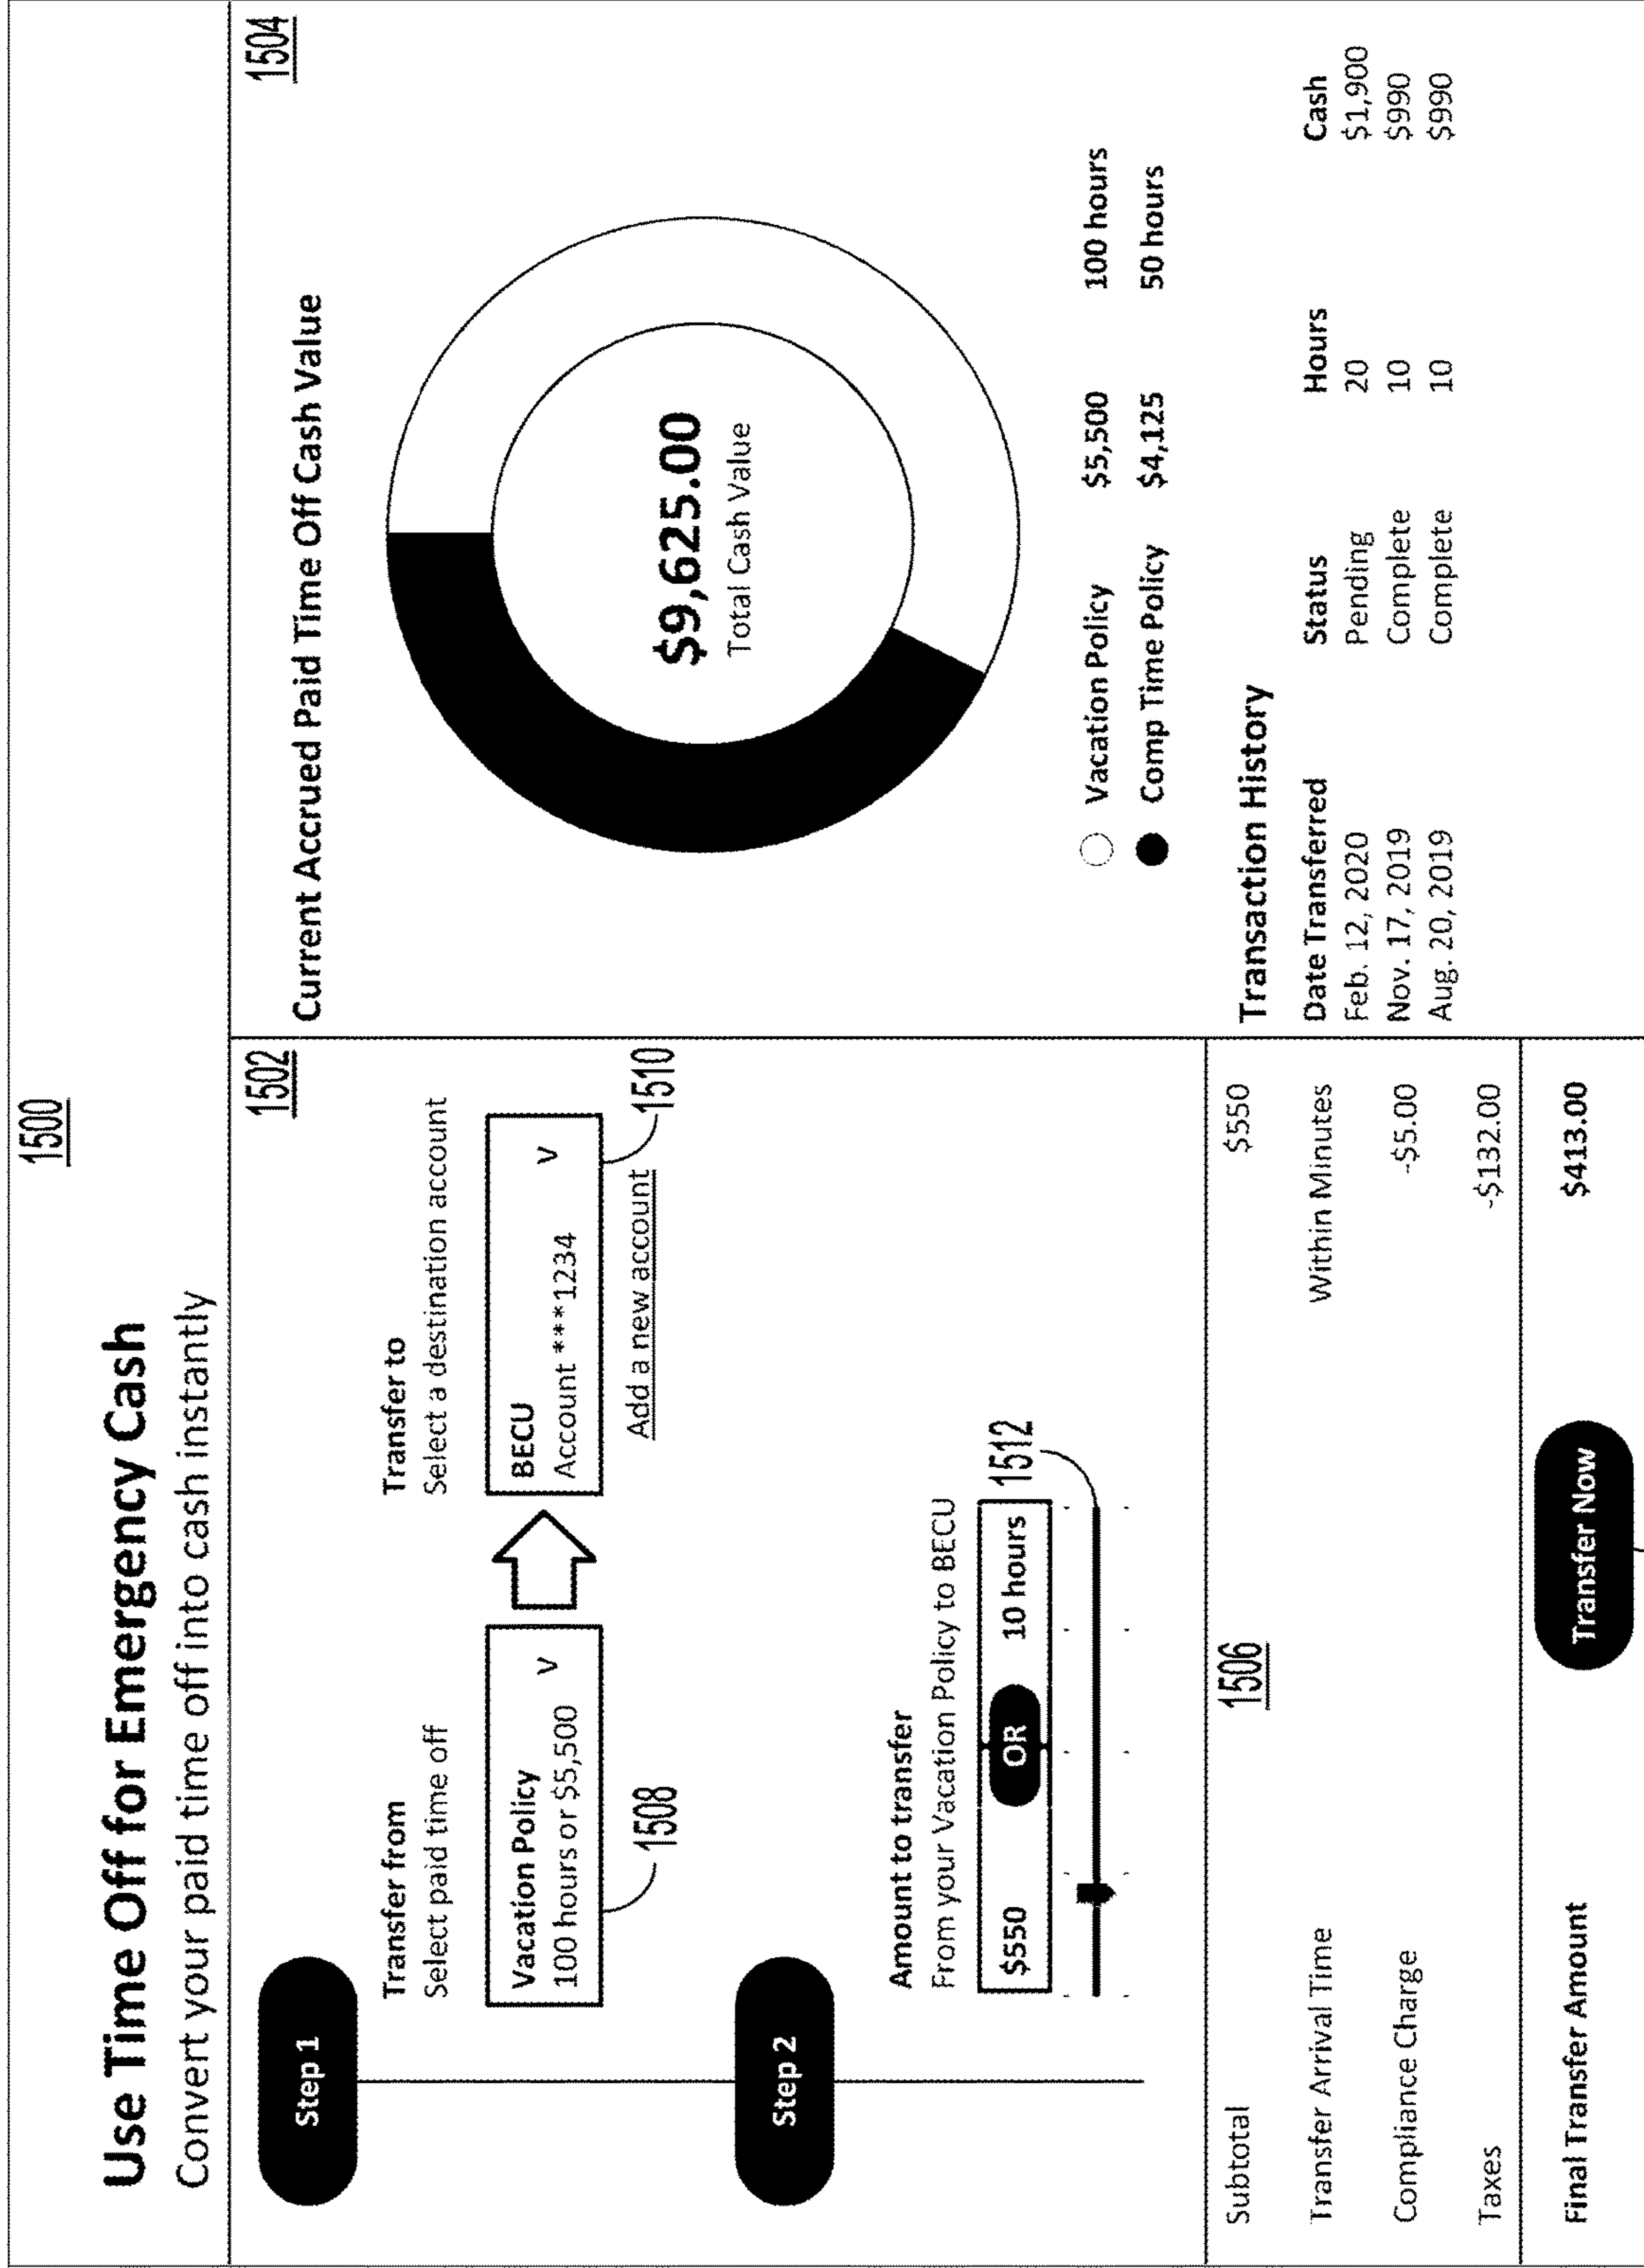 1500
Use Time Off for Emergency Cash
Convert your paid time off into cash instantly
1502
Step 1
Transfer from
Select paid time off
Vacation Policy
100 hours or $5,500 V
1508
Transfer to
Select a destination account
BECU
Account ***1234 V
Add a new account
1510
Step 2
Amount to transfer
From your Vacation Policy to BECU
$550 OR 10 hours
1512
1506
Subtotal $550
Transfer Arrival Time Within Minutes
Compliance Charge -$5.00
Taxes -$132.00
Final Transfer Amount $413.00
Transfer Now
1504
Current Accrued Paid Time Off Cash Value
$9,625.00
Total Cash Value
Vacation Policy $5,500 100 hours
Comp Time Policy $4,125 50 hours
Transaction History
Date Transferred Status Hours Cash
Feb. 12, 2020 Pending 20 $1,900
Nov. 17, 2019 Complete 10 $990
Aug. 20, 2019 Complete 10 $990